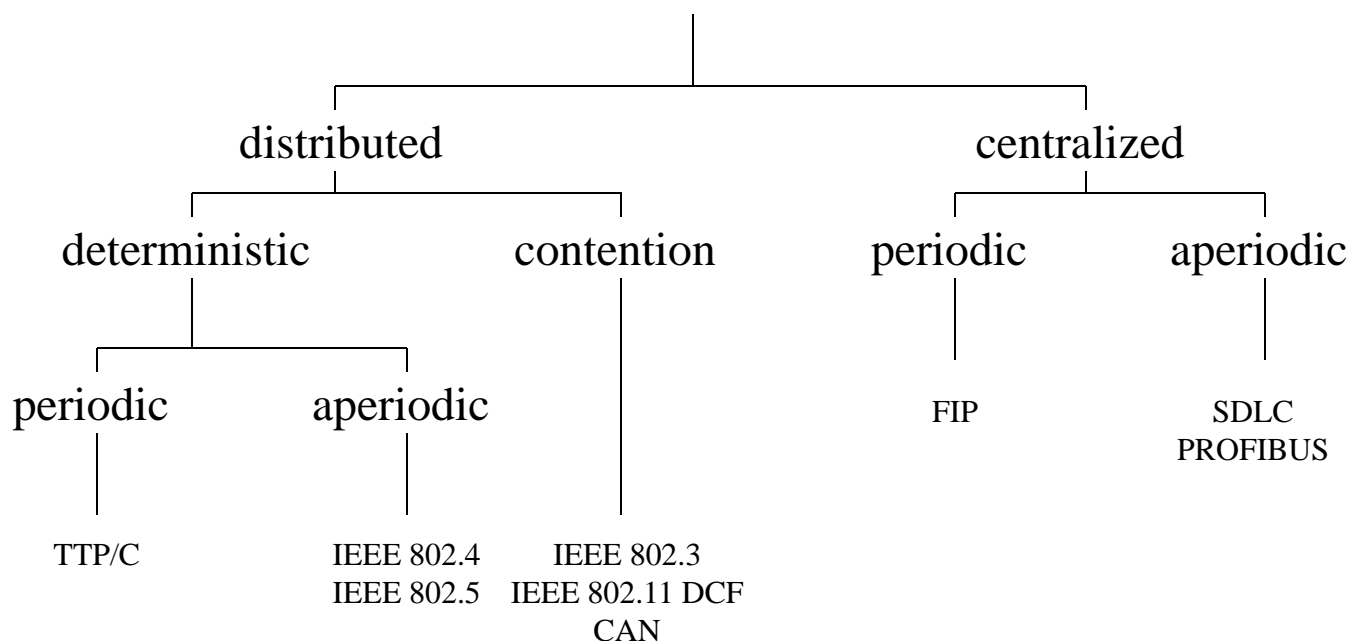 distributed
centralized
deterministic
contention
periodic
aperiodic
periodic
aperiodic
FIP
SDLC
PROFIBUS
TTP/C
IEEE 802.4
IEEE 802.5
IEEE 802.3
IEEE 802.11 DCF
CAN